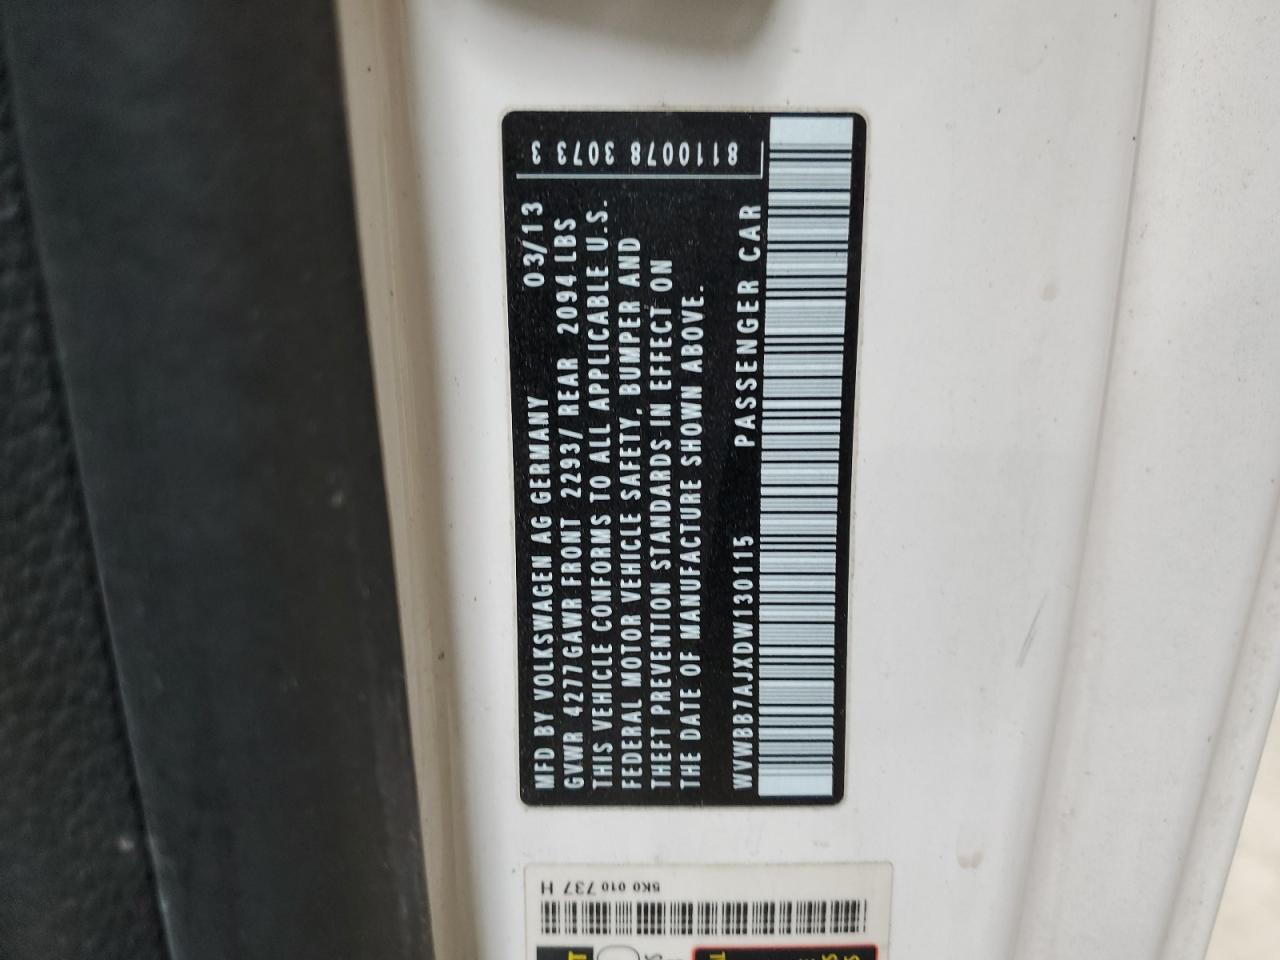 MFD BY VOLKSWAGEN AG GERMANY 03/13
GVWR 4277 GAWR FRONT 2293/ REAR 2094 LBS
THIS VEHICLE CONFORMS TO ALL APPLICABLE U.S.
FEDERAL MOTOR VEHICLE SAFETY, BUMPER AND
THEFT PREVENTION STANDARDS IN EFFECT ON
THE DATE OF MANUFACTURE SHOWN ABOVE.
WVWBB7AJXDW130115 PASSENGER CAR
8110078 3073 3
5K0 010 737 H